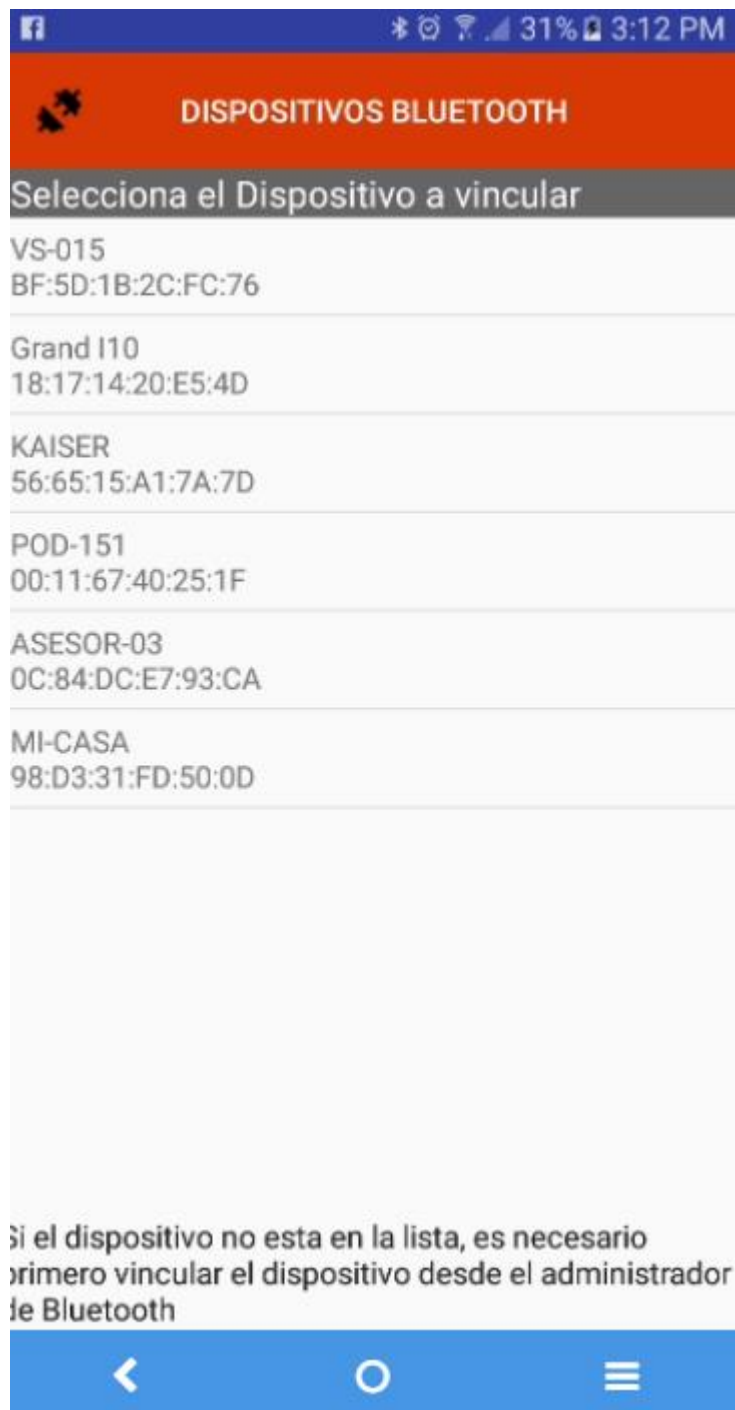 31% 3:12 PM
DISPOSITIVOS BLUETOOTH
Selecciona el Dispositivo a vincular
VS-015
BF:5D:1B:2C:FC:76
Grand I10
18:17:14:20:E5:4D
KAISER
56:65:15:A1:7A:7D
POD-151
00:11:67:40:25:1F
ASESOR-03
0C:84:DC:E7:93:CA
MI-CASA
98:D3:31:FD:50:0D
Si el dispositivo no esta en la lista, es necesario
primero vincular el dispositivo desde el administrador
de Bluetooth